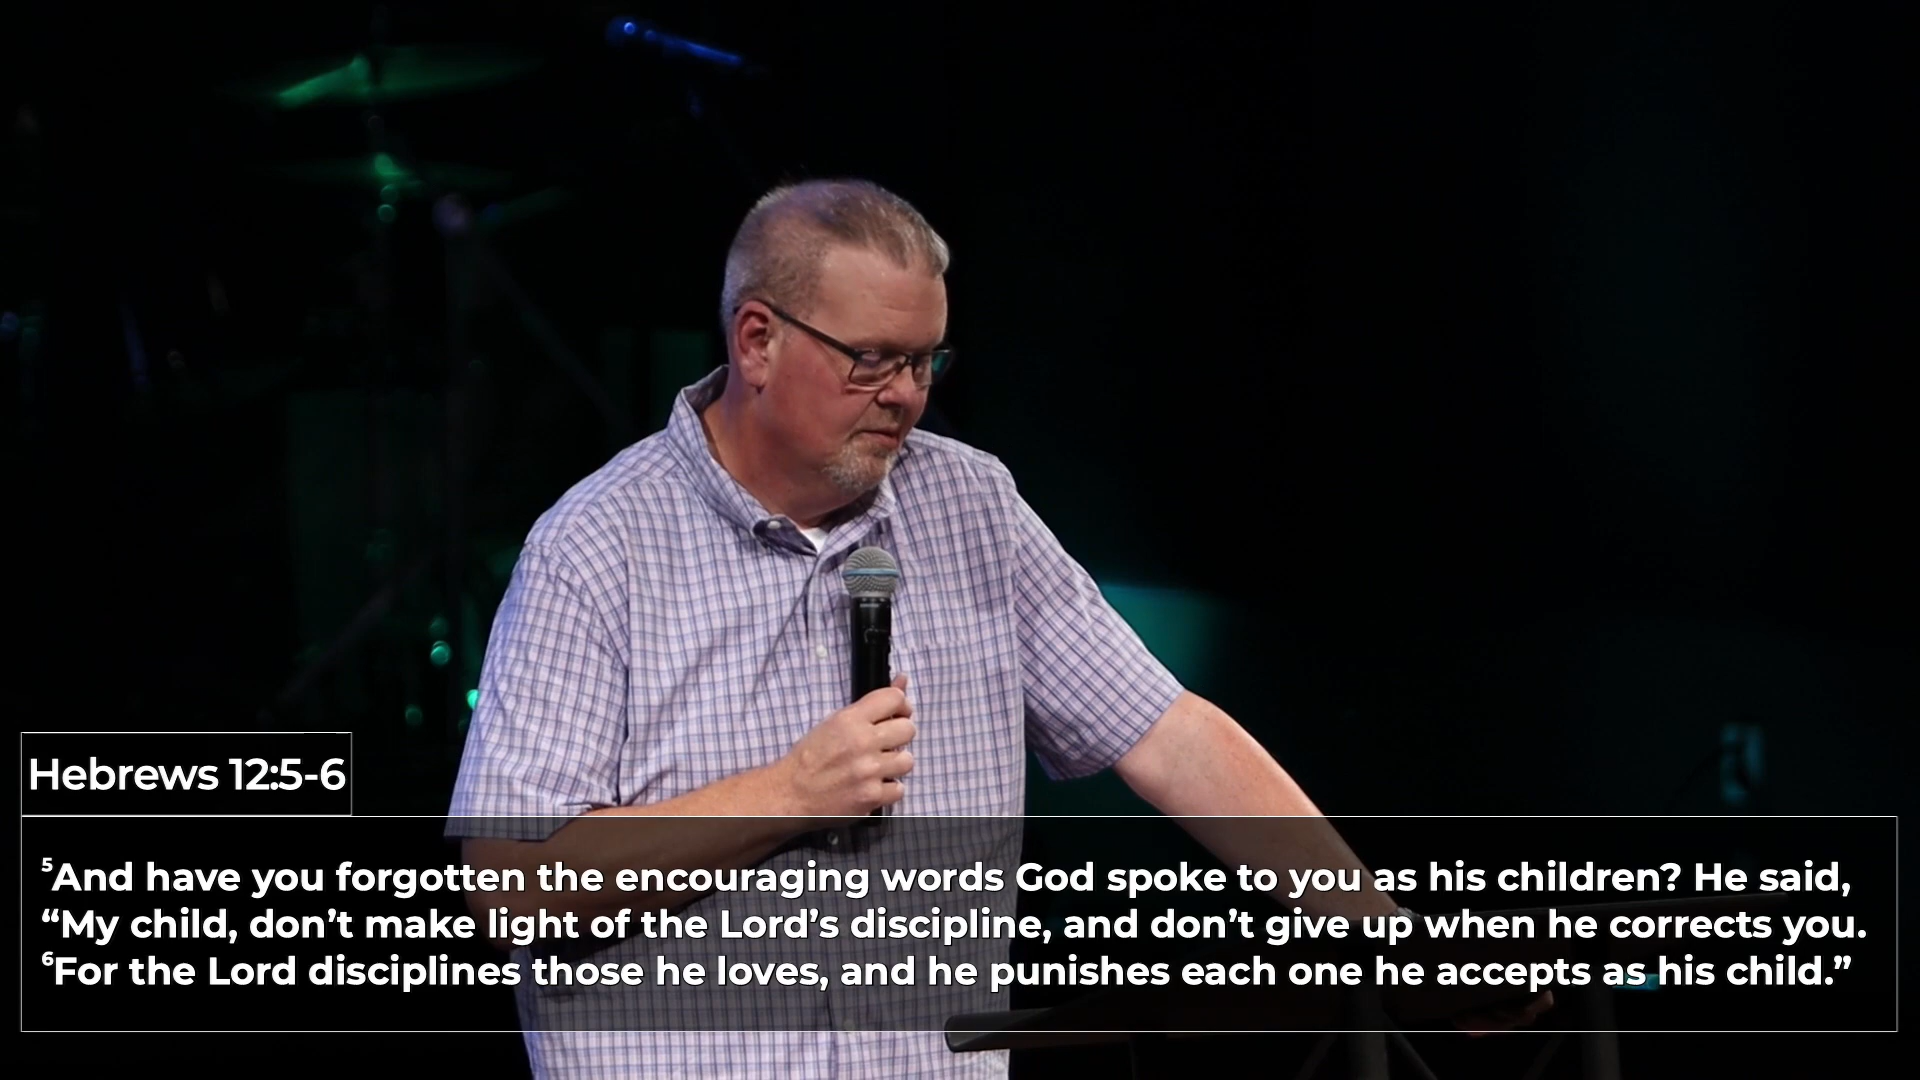 Hebrews 12:5-6
⁵And have you forgotten the encouraging words God spoke to you as his children? He said,
“My child, don’t make light of the Lord’s discipline, and don’t give up when he corrects you.
⁶For the Lord disciplines those he loves, and he punishes each one he accepts as his child.”